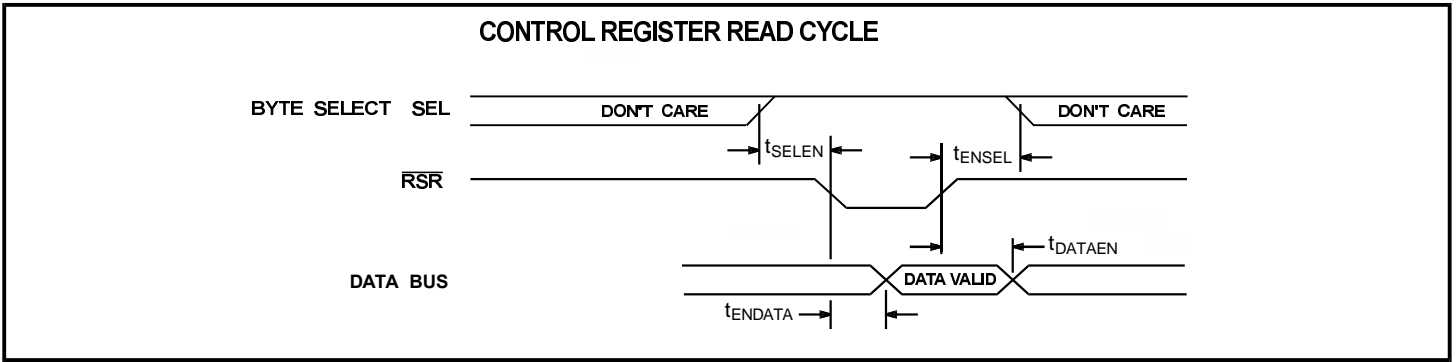 CONTROL REGISTER READ CYCLE
BYTE SELECT SEL
DON'T CARE
DON'T CARE
tSELEN
tENSEL
RSR
tDATAEN
DATA BUS
DATA VALID
tENDATA